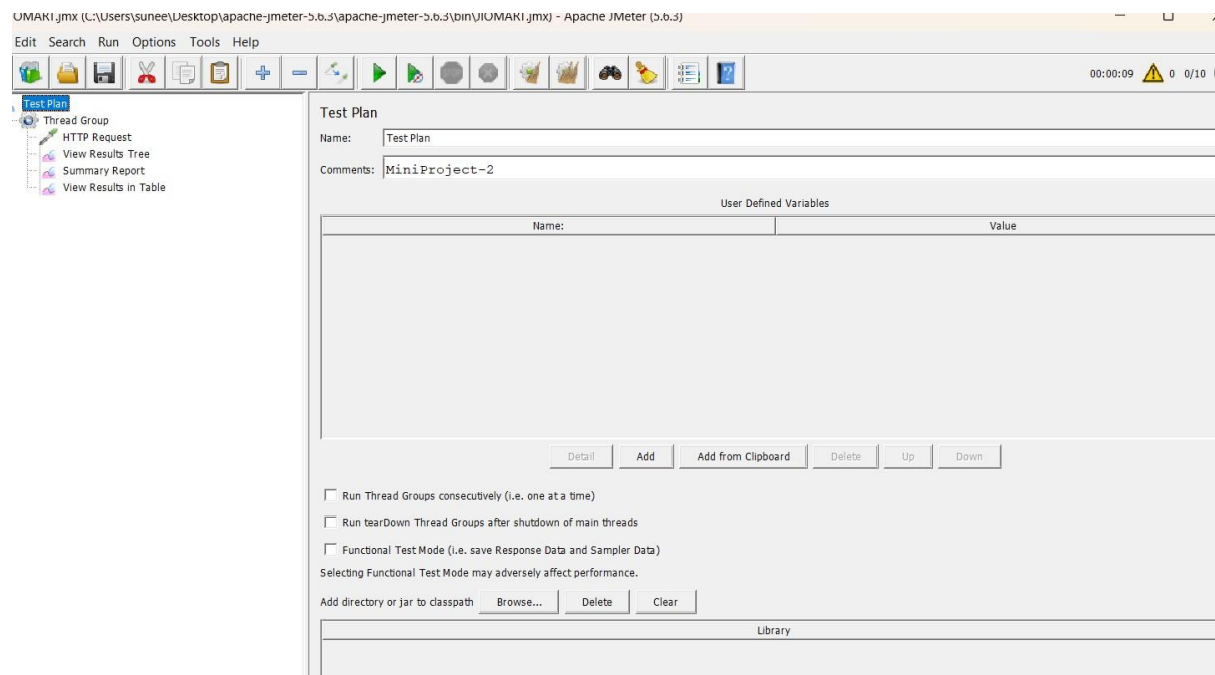 OMART.jmx (C:\Users\sunee\Desktop\apache-jmeter-5.6.3\apache-jmeter-5.6.3\bin\JIOMART.jmx) - Apache JMeter (5.6.3)
Edit Search Run Options Tools Help
00:00:09 0 0/10
Test Plan
Thread Group
HTTP Request
View Results Tree
Summary Report
View Results in Table
Test Plan
Name: Test Plan
Comments: MiniProject-2
User Defined Variables
Name: Value
Detail Add Add from Clipboard Delete Up Down
Run Thread Groups consecutively (i.e. one at a time)
Run tearDown Thread Groups after shutdown of main threads
Functional Test Mode (i.e. save Response Data and Sampler Data)
Selecting Functional Test Mode may adversely affect performance.
Add directory or jar to classpath Browse... Delete Clear
Library